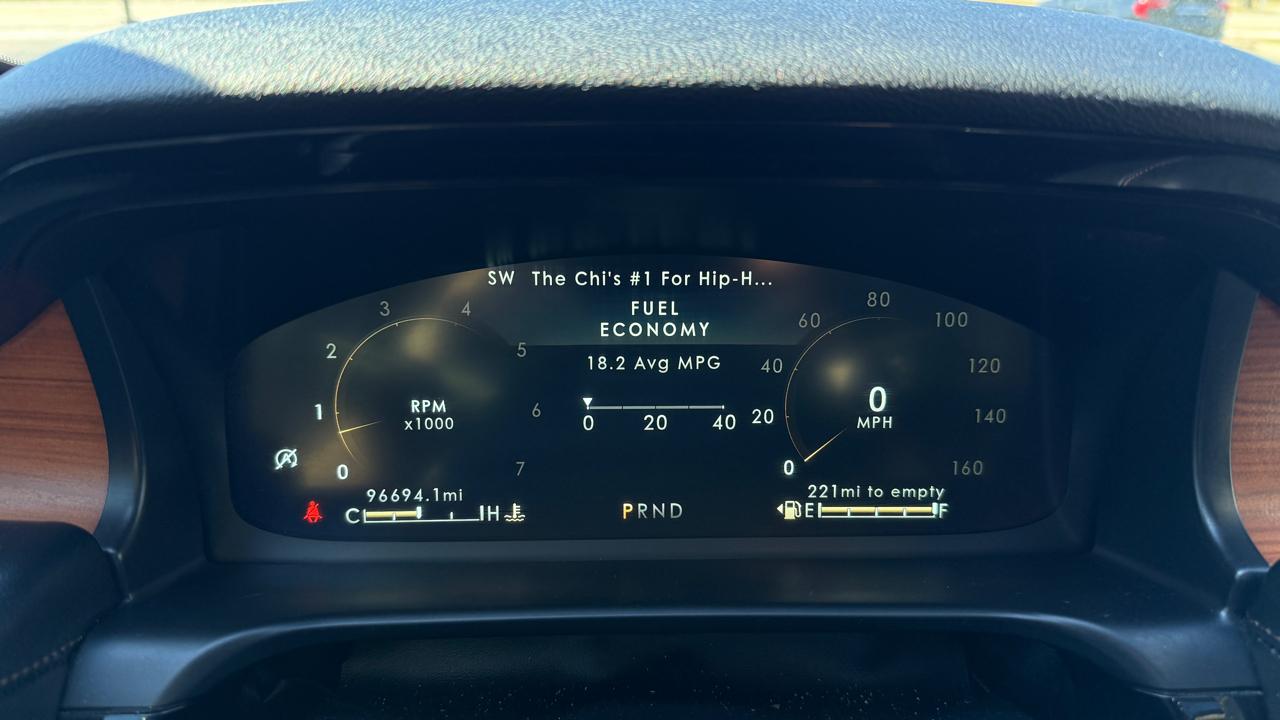 SW The Chi's #1 For Hip-H...
FUEL
ECONOMY
18.2 Avg MPG
0 20 40
0
1
2
3
4
5
6
7
RPM
x1000
0
20
40
60
80
100
120
140
160
0
MPH
96694.1mi
C H
PRND
221mi to empty
E F